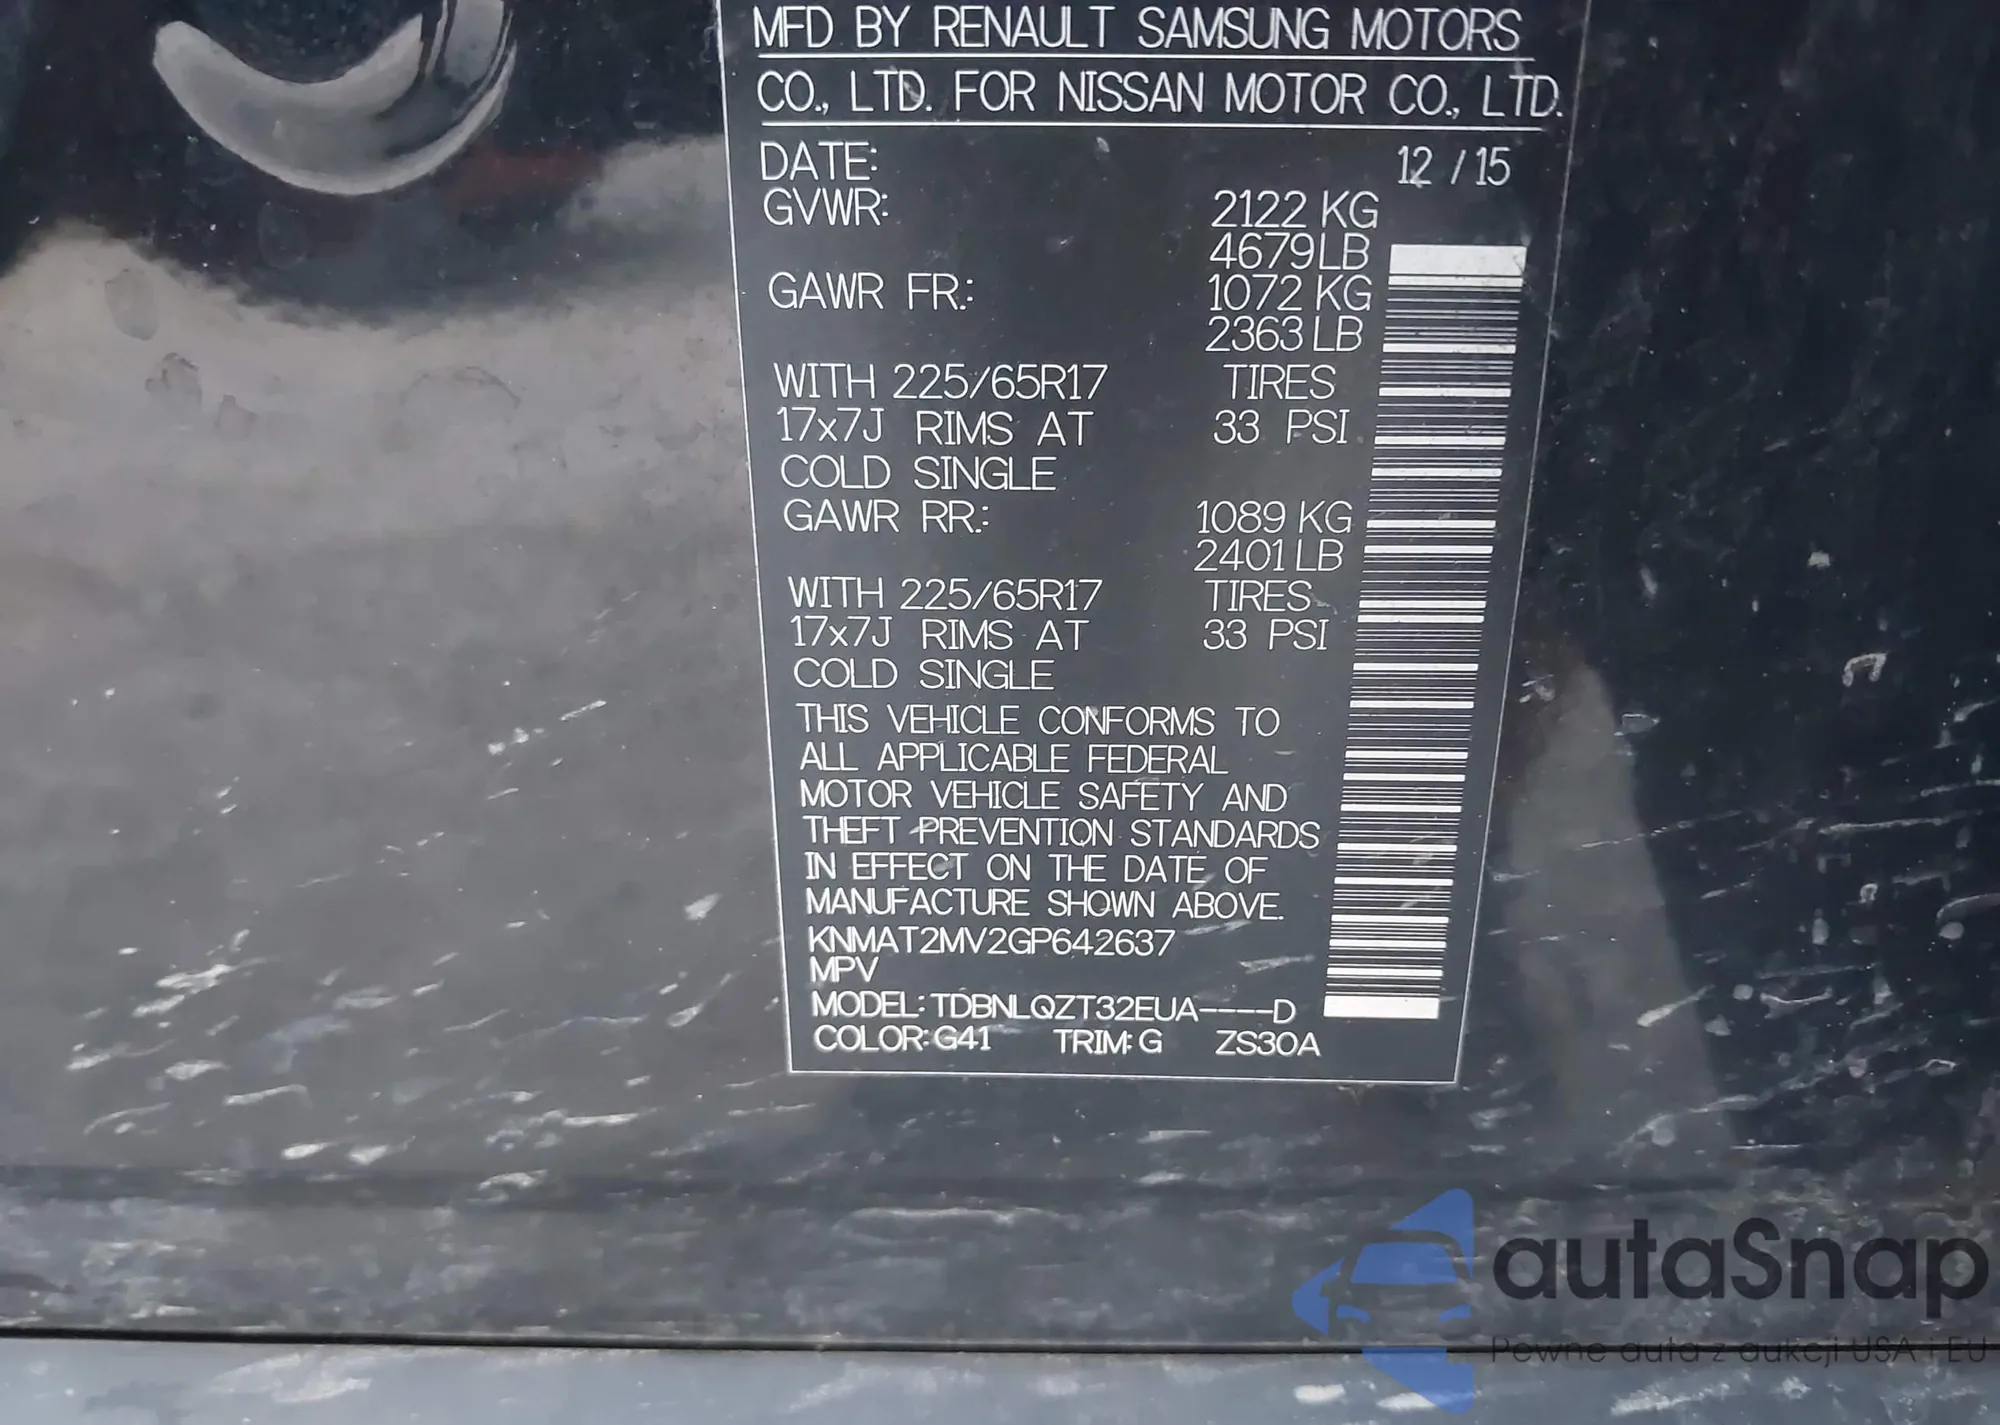 MFD BY RENAULT SAMSUNG MOTORS
CO., LTD. FOR NISSAN MOTOR CO., LTD.
DATE: 12 / 15
GVWR: 2122 KG
4679 LB
GAWR FR.: 1072 KG
2363 LB
WITH 225/65R17 TIRES
17x7J RIMS AT 33 PSI
COLD SINGLE
GAWR RR.: 1089 KG
2401 LB
WITH 225/65R17 TIRES
17x7J RIMS AT 33 PSI
COLD SINGLE
THIS VEHICLE CONFORMS TO
ALL APPLICABLE FEDERAL
MOTOR VEHICLE SAFETY AND
THEFT PREVENTION STANDARDS
IN EFFECT ON THE DATE OF
MANUFACTURE SHOWN ABOVE.
KNMAT2MV2GP642637
MPV
MODEL: TDBNLQZT32EUA----D
COLOR: G41 TRIM: G ZS30A
autaSnap
Pewne auta z aukcji USA i EU